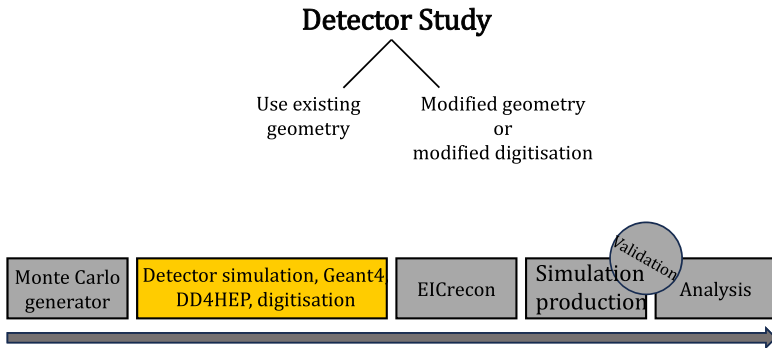 Detector Study
Use existing
geometry
Modified geometry
or
modified digitisation
Monte Carlo
generator
Detector simulation, Geant4,
DD4HEP, digitisation
EICrecon
Simulation
production
Validation
Analysis